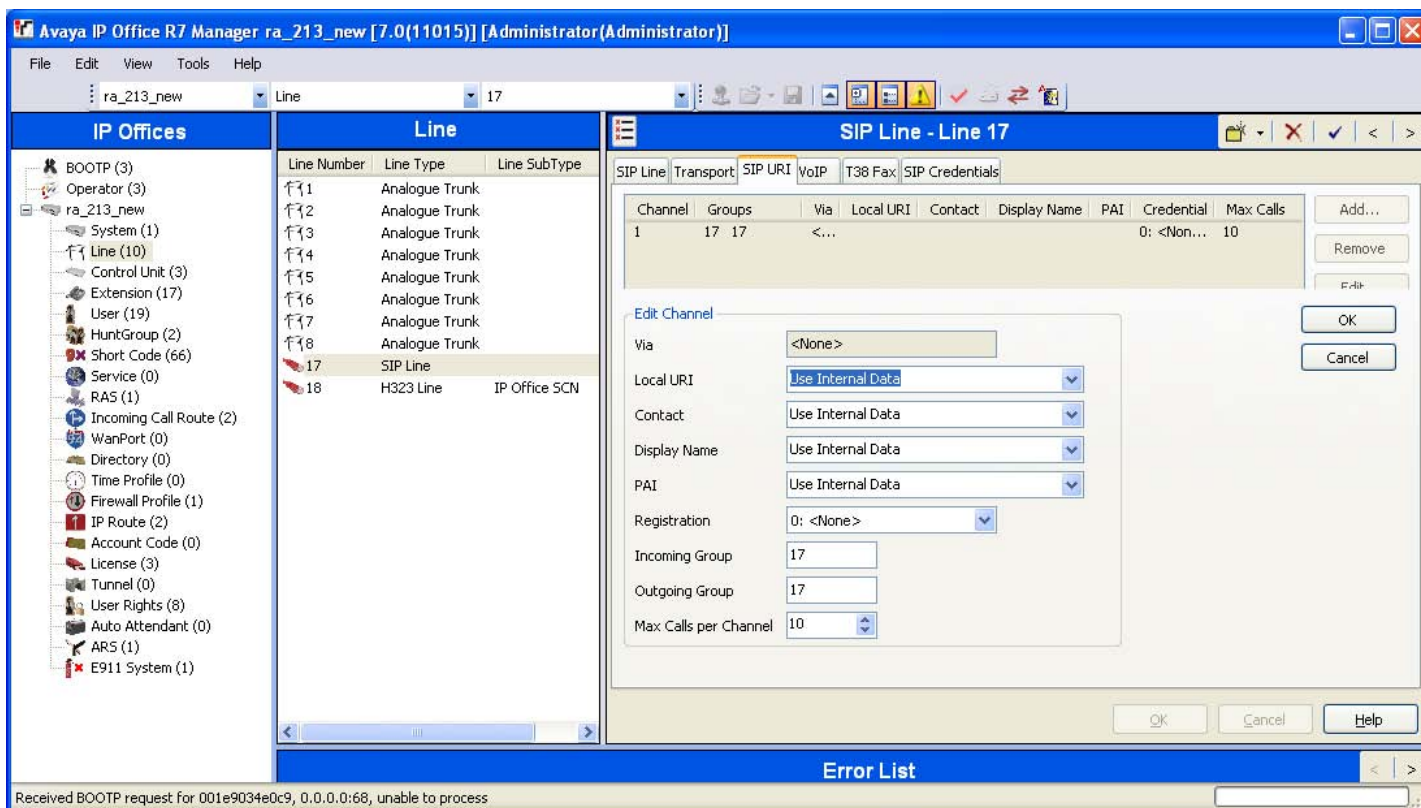 Avaya IP Office R7 Manager ra_213_new [7.0(11015)] [Administrator(Administrator)]
File Edit View Tools Help
ra_213_new Line 17
IP Offices
BOOTP (3)
Operator (3)
ra_213_new
System (1)
Line (10)
Control Unit (3)
Extension (17)
User (19)
HuntGroup (2)
Short Code (66)
Service (0)
RAS (1)
Incoming Call Route (2)
WanPort (0)
Directory (0)
Time Profile (0)
Firewall Profile (1)
IP Route (2)
Account Code (0)
License (3)
Tunnel (0)
User Rights (8)
Auto Attendant (0)
ARS (1)
E911 System (1)
Line
Line Number Line Type Line SubType
1 Analogue Trunk
2 Analogue Trunk
3 Analogue Trunk
4 Analogue Trunk
5 Analogue Trunk
6 Analogue Trunk
7 Analogue Trunk
8 Analogue Trunk
17 SIP Line
18 H323 Line IP Office SCN
SIP Line - Line 17
SIP Line Transport SIP URI VoIP T38 Fax SIP Credentials
Channel Groups Via Local URI Contact Display Name PAI Credential Max Calls
1 17 17 <... 0: <Non... 10
Add...
Remove
Edit...
Edit Channel
Via <None>
Local URI Use Internal Data
Contact Use Internal Data
Display Name Use Internal Data
PAI Use Internal Data
Registration 0: <None>
Incoming Group 17
Outgoing Group 17
Max Calls per Channel 10
OK
Cancel
OK Cancel Help
Error List
Received BOOTP request for 001e9034e0c9, 0.0.0.0:68, unable to process